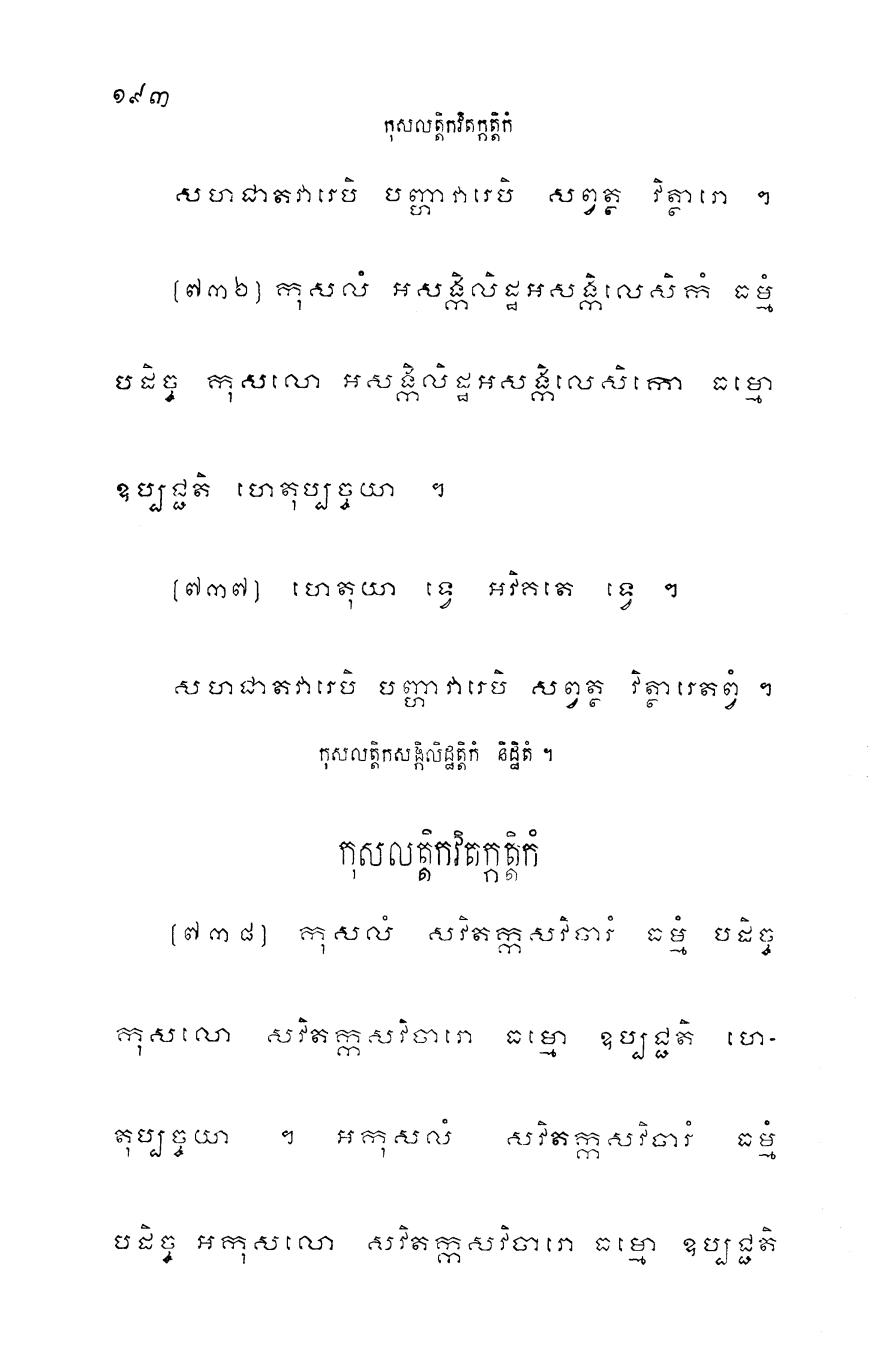 ១៩៣
កុសលត្តិកវិតក្កត្តិកំ
សហជាតវារេបិ បញ្ហាវារេបិ សព្វត្ថ វិត្ថារោ ។
[៧៣៦] កុសលំ អសង្កិលិដ្ឋអសង្កិលេសិកំ ធម្មំ
បដិច្ច កុសលោ អសង្កិលិដ្ឋអសង្កិលេសិកោ ធម្មោ
ឧប្បជ្ជតិ ហេតុប្បច្ចយា ។
[៧៣៧] ហេតុយា ទ្វេ អវិគតេ ទ្វេ ។
សហជាតវារេបិ បញ្ហាវារេបិ សព្វត្ថ វិត្ថារេតព្វំ ។
កុសលត្តិកសង្កិលិដ្ឋត្តិកំ និដ្ឋិតំ ។
កុសលត្តិកវិតក្កត្តិកំ
[៧៣៨] កុសលំ សវិតក្កសវិចារំ ធម្មំ បដិច្ច
កុសលោ សវិតក្កសវិចារោ ធម្មោ ឧប្បជ្ជតិ ហេ-
តុប្បច្ចយា ។ អកុសលំ សវិតក្កសវិចារំ ធម្មំ
បដិច្ច អកុសលោ សវិតក្កសវិចារោ ធម្មោ ឧប្បជ្ជតិ